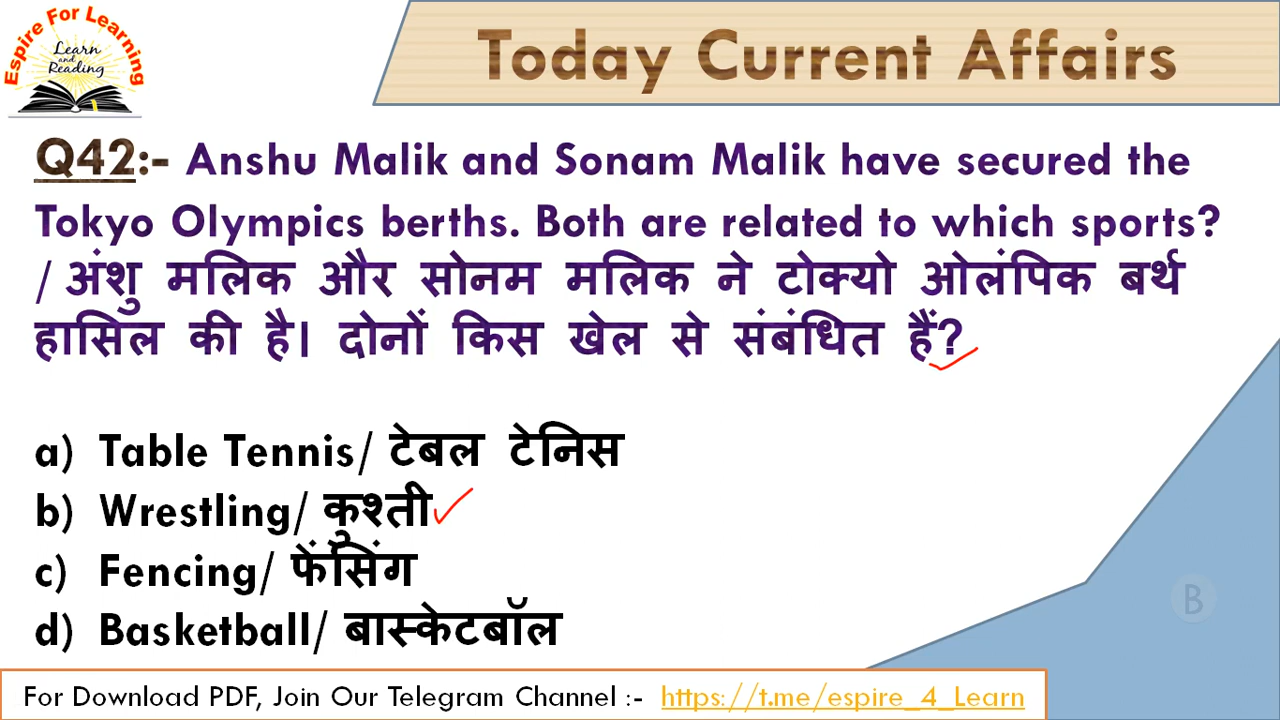 Espire For Learning
Learn
and
Reading
Today Current Affairs
Q42:- Anshu Malik and Sonam Malik have secured the
Tokyo Olympics berths. Both are related to which sports?
/ अंशु मलिक और सोनम मलिक ने टोक्यो ओलंपिक बर्थ
हासिल की है। दोनों किस खेल से संबंधित हैं?
a) Table Tennis/ टेबल टेनिस
b) Wrestling/ कुश्ती
c) Fencing/ फेंसिंग
d) Basketball/ बास्केटबॉल
B
For Download PDF, Join Our Telegram Channel :- https://t.me/espire_4_Learn